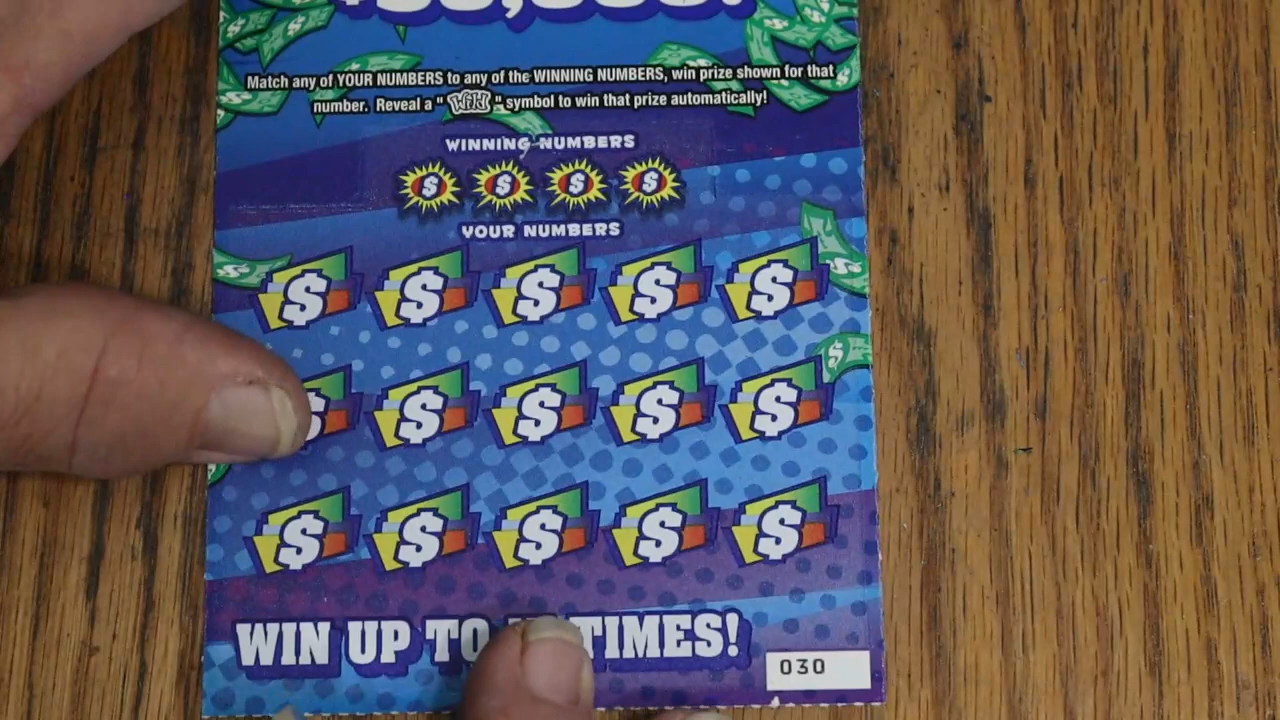 Match any of YOUR NUMBERS to any of the WINNING NUMBERS, win prize shown for that
number. Reveal a "Wild" symbol to win that prize automatically!
WINNING NUMBERS
$ $ $ $
YOUR NUMBERS
$ $ $ $ $
$ $ $ $ $
$ $ $ $ $
WIN UP TO TIMES!
030